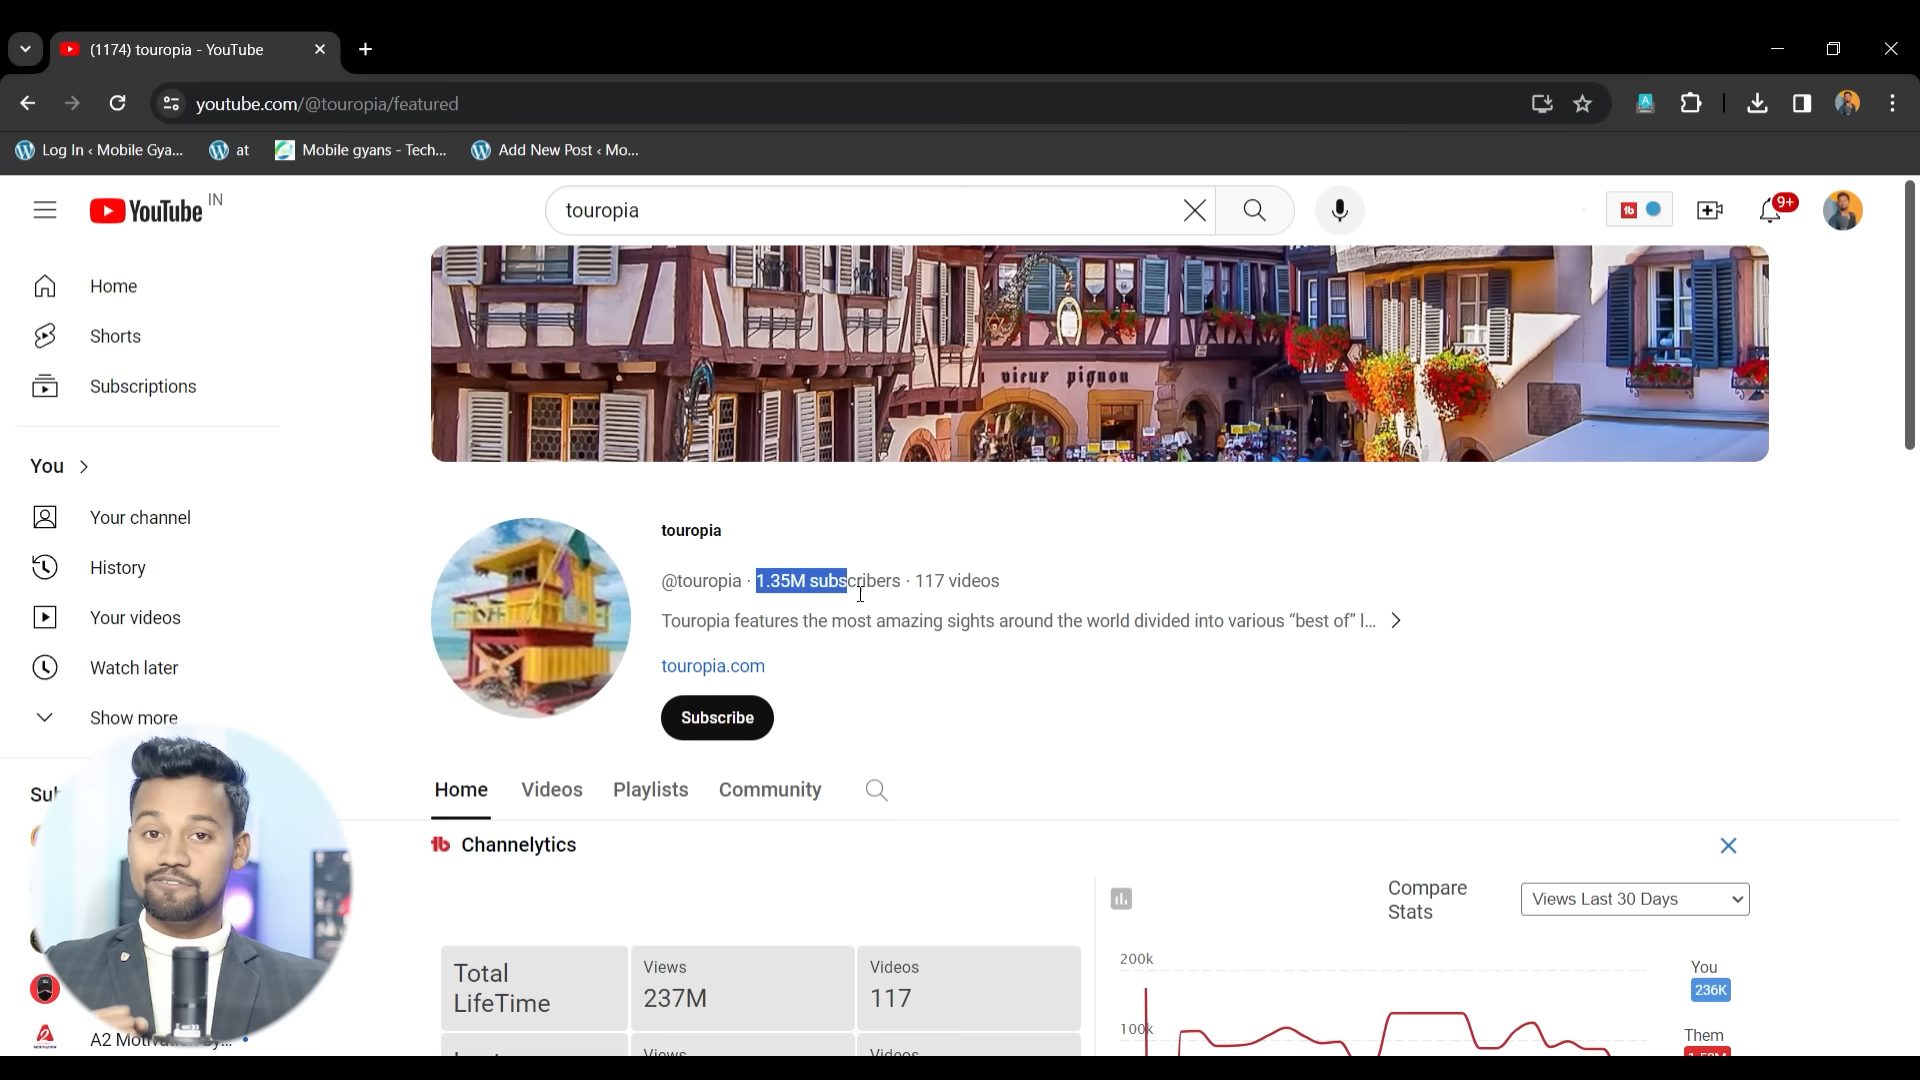 (1174) touropia - YouTube
youtube.com/@touropia/featured
Log In ‹ Mobile Gya...
at
Mobile gyans - Tech...
Add New Post ‹ Mo...
YouTube IN
touropia
9+
Home
Shorts
Subscriptions
You
Your channel
History
Your videos
Watch later
Show more
vieux pignon
touropia
@touropia · 1.35M subscribers · 117 videos
Touropia features the most amazing sights around the world divided into various “best of” l...
touropia.com
Subscribe
Home
Videos
Playlists
Community
Channelytics
Compare
Stats
Views Last 30 Days
Total
LifeTime
Views
237M
Videos
117
Views
Videos
200k
100k
You
236K
Them